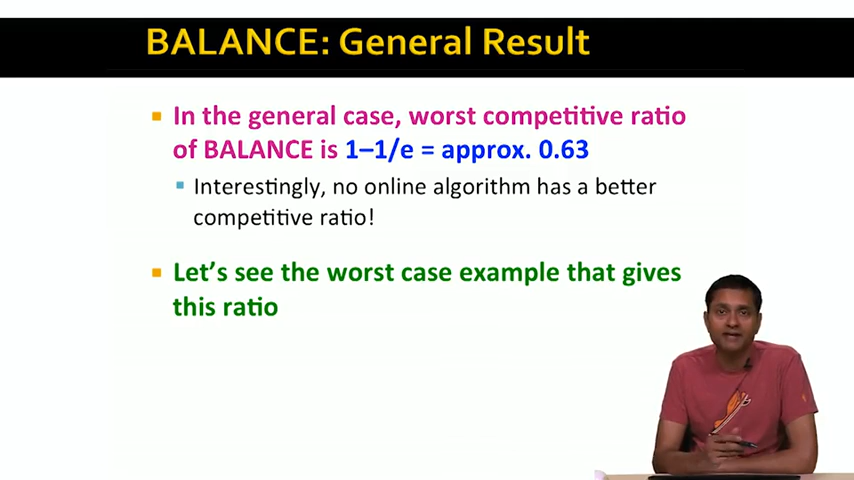 BALANCE: General Result
In the general case, worst competitive ratio
of BALANCE is 1–1/e = approx. 0.63
Interestingly, no online algorithm has a better
competitive ratio!
Let's see the worst case example that gives
this ratio